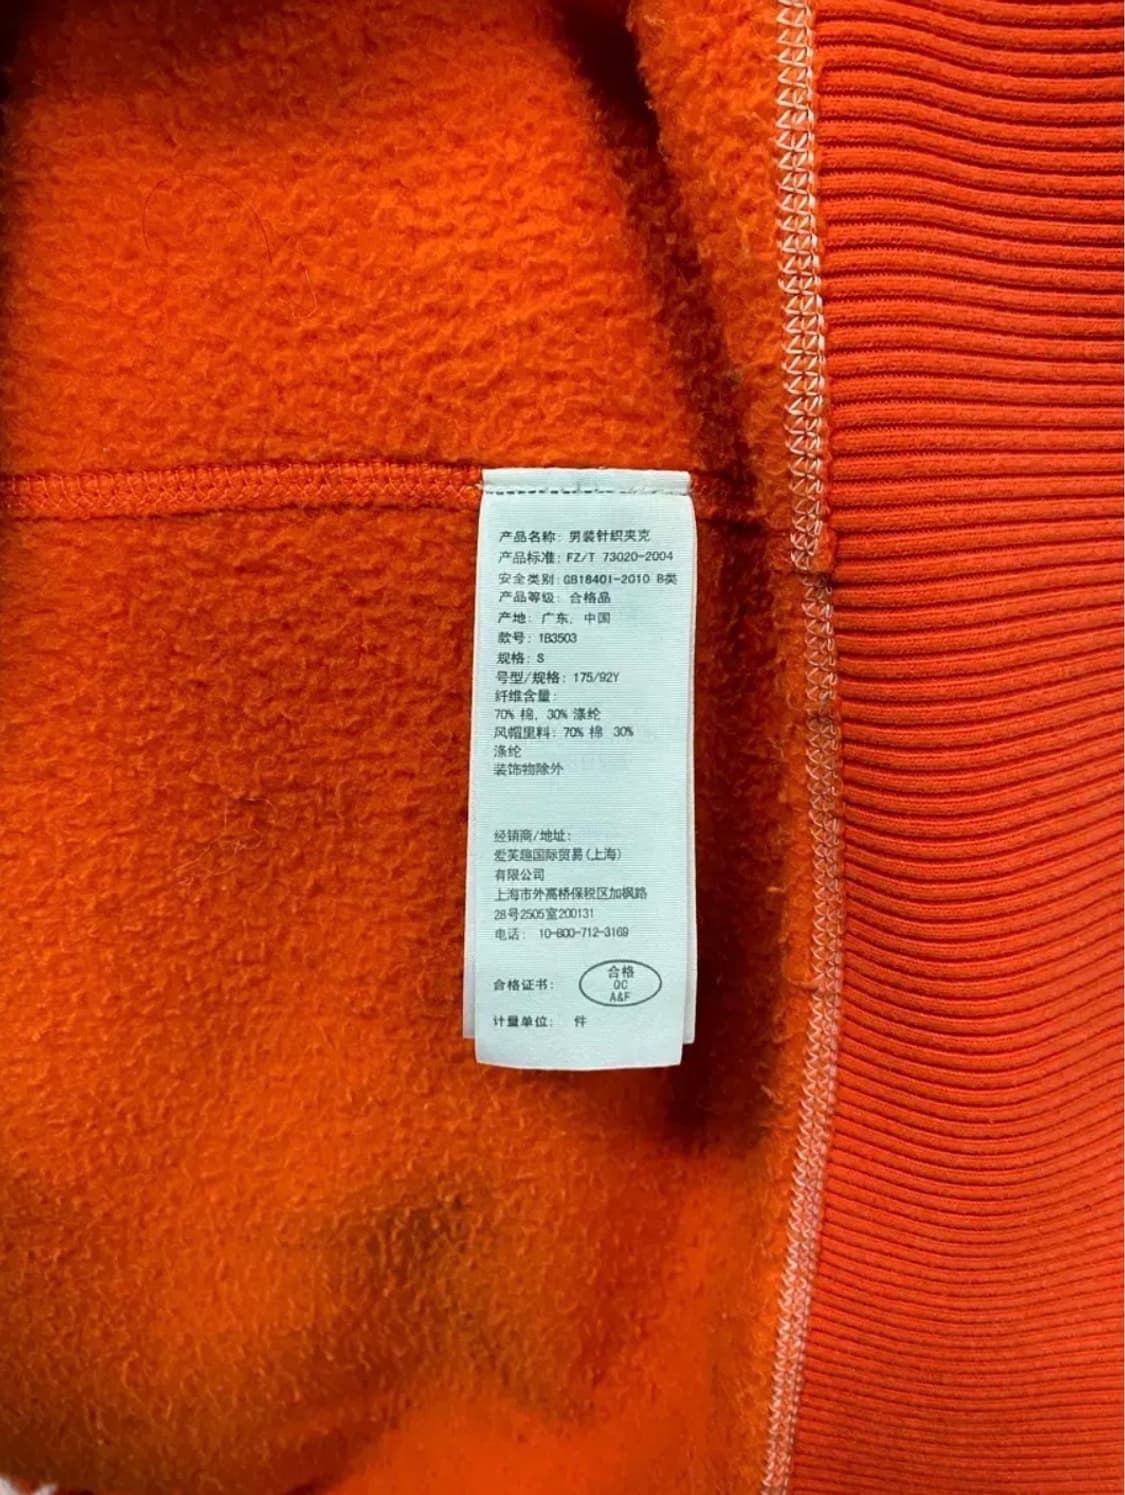 产品名称: 男装针织夹克
产品标准: FZ/T 73020-2004
安全类别: GB18401-2010 B类
产品等级: 合格品
产地: 广东, 中国
款号: 1B3503
规格: S
号型/规格: 175/92Y
纤维含量:
70% 棉, 30% 涤纶
风帽里料: 70% 棉 30%
涤纶
装饰物除外
经销商/地址:
爱芙趣国际贸易(上海)
有限公司
上海市外高桥保税区加枫路
28号2505室200131
电话: 10-800-712-3169
合格证书: 合格
QC
A&F
计量单位: 件